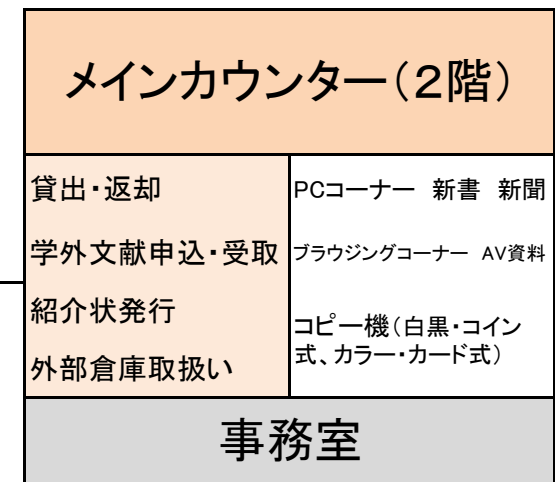 メインカウンター（２階）
貸出・返却
学外文献申込・受取
紹介状発行
外部倉庫取扱い
PCコーナー　新書　新聞
ブラウジングコーナー　AV資料
コピー機（白黒・コイン
式、カラー・カード式）
事務室